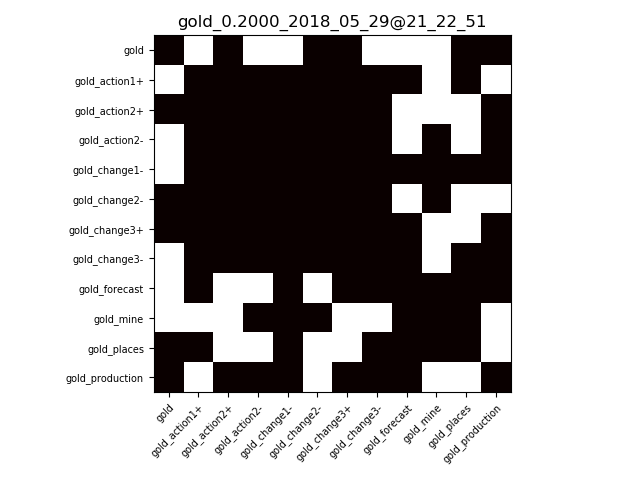 gold_0.2000_2018_05_29@21_22_51
gold
gold_action1+
gold_action2+
gold_action2-
gold_change1-
gold_change2-
gold_change3+
gold_change3-
gold_forecast
gold_mine
gold_places
gold_production
gold
gold_action1+
gold_action2+
gold_action2-
gold_change1-
gold_change2-
gold_change3+
gold_change3-
gold_forecast
gold_mine
gold_places
gold_production